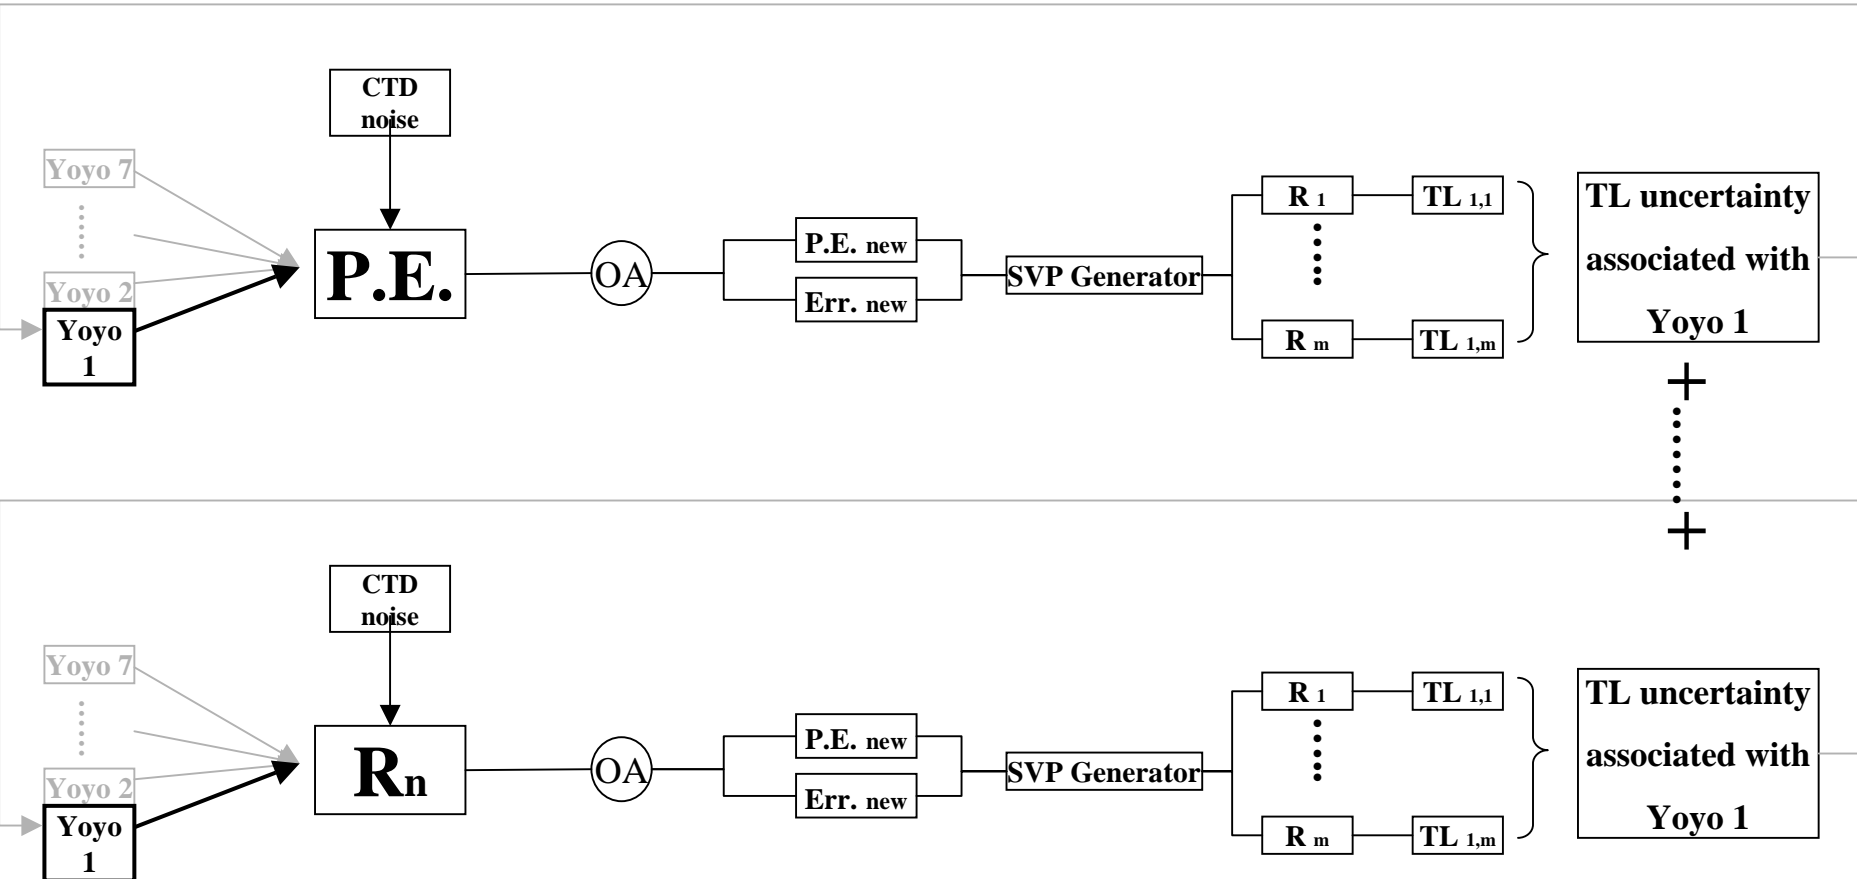 CTD
noise
Yoyo 7
Yoyo 2
Yoyo
1
P.E.
OA
P.E. new
Err. new
SVP Generator
R 1
TL 1,1
R m
TL 1,m
TL uncertainty
associated with
Yoyo 1
+
+
CTD
noise
Yoyo 7
Yoyo 2
Yoyo
1
Rn
OA
P.E. new
Err. new
SVP Generator
R 1
TL 1,1
R m
TL 1,m
TL uncertainty
associated with
Yoyo 1